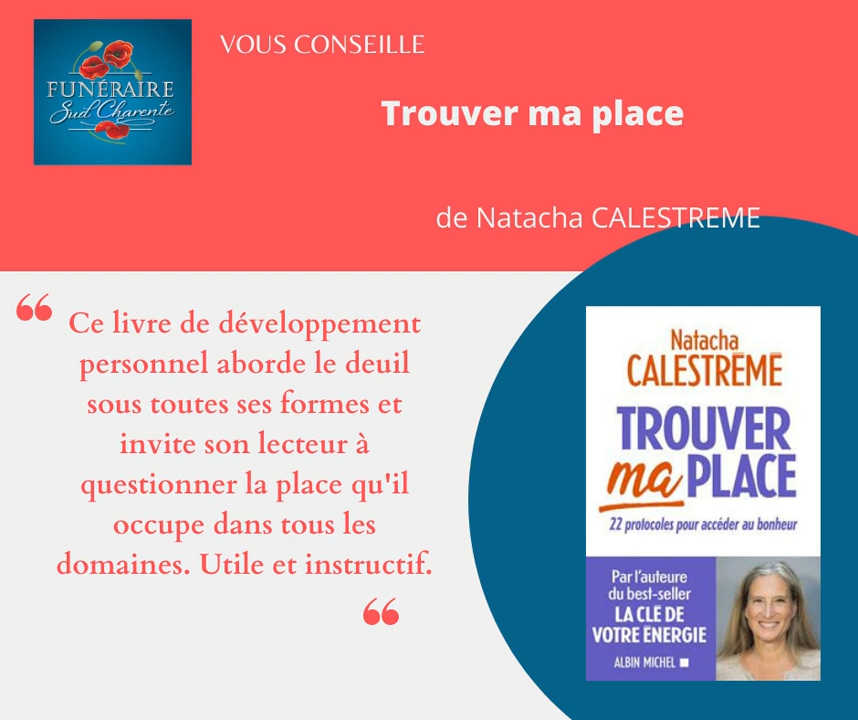 FUNÉRAIRE
Sud Charente
VOUS CONSEILLE
Trouver ma place
de Natacha CALESTREME
Ce livre de développement
personnel aborde le deuil
sous toutes ses formes et
invite son lecteur à
questionner la place qu'il
occupe dans tous les
domaines. Utile et instructif.
Natacha
CALESTRĒMĒ
TROUVER
ma PLACE
22 protocoles pour accéder au bonheur
Par l'auteure
du best-seller
LA CLÉ DE
VOTRE ÉNERGIE
ALBIN MICHEL